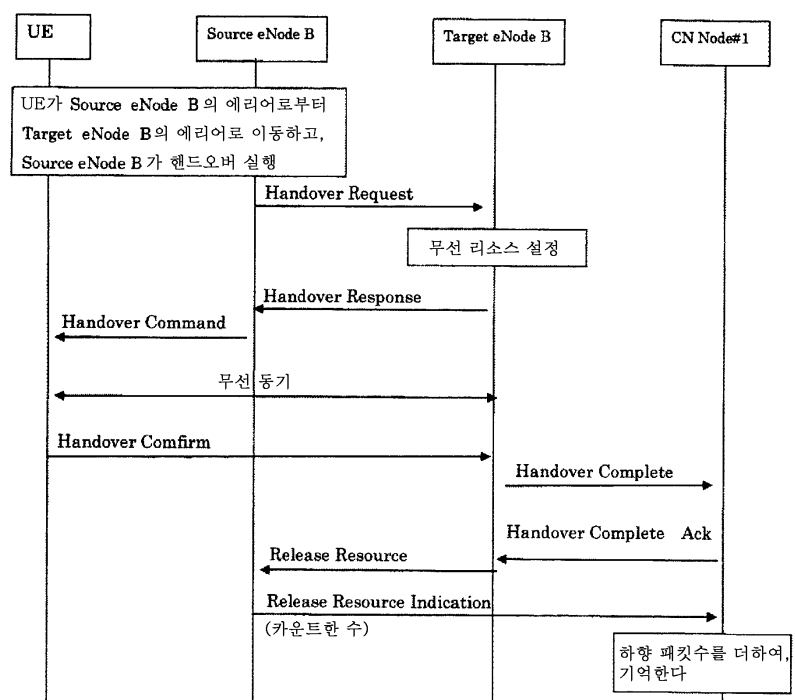 UE
Source eNode B
Target eNode B
CN Node#1
UE가 Source eNode B의 에리어로부터
Target eNode B의 에리어로 이동하고,
Source eNode B가 핸드오버 실행
Handover Request
무선 리소스 설정
Handover Response
Handover Command
무선 동기
Handover Comfirm
Handover Complete
Handover Complete Ack
Release Resource
Release Resource Indication
(카운트한 수)
하향 패킷수를 더하여,
기억한다